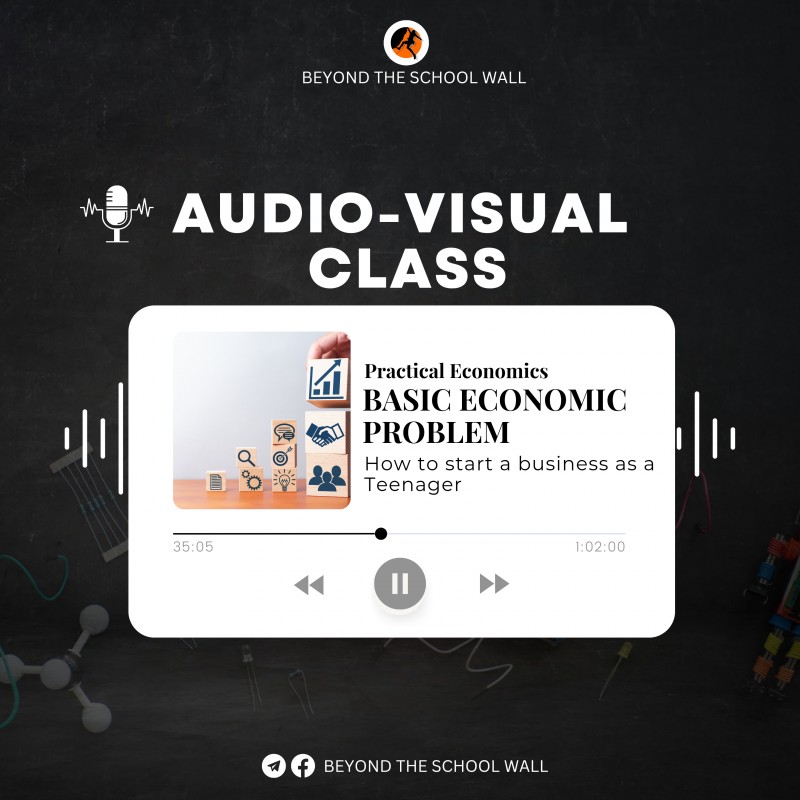 BEYOND THE SCHOOL WALL
AUDIO-VISUAL
CLASS
Practical Economics
BASIC ECONOMIC
PROBLEM
How to start a business as a
Teenager
35:05
1:02:00
BEYOND THE SCHOOL WALL